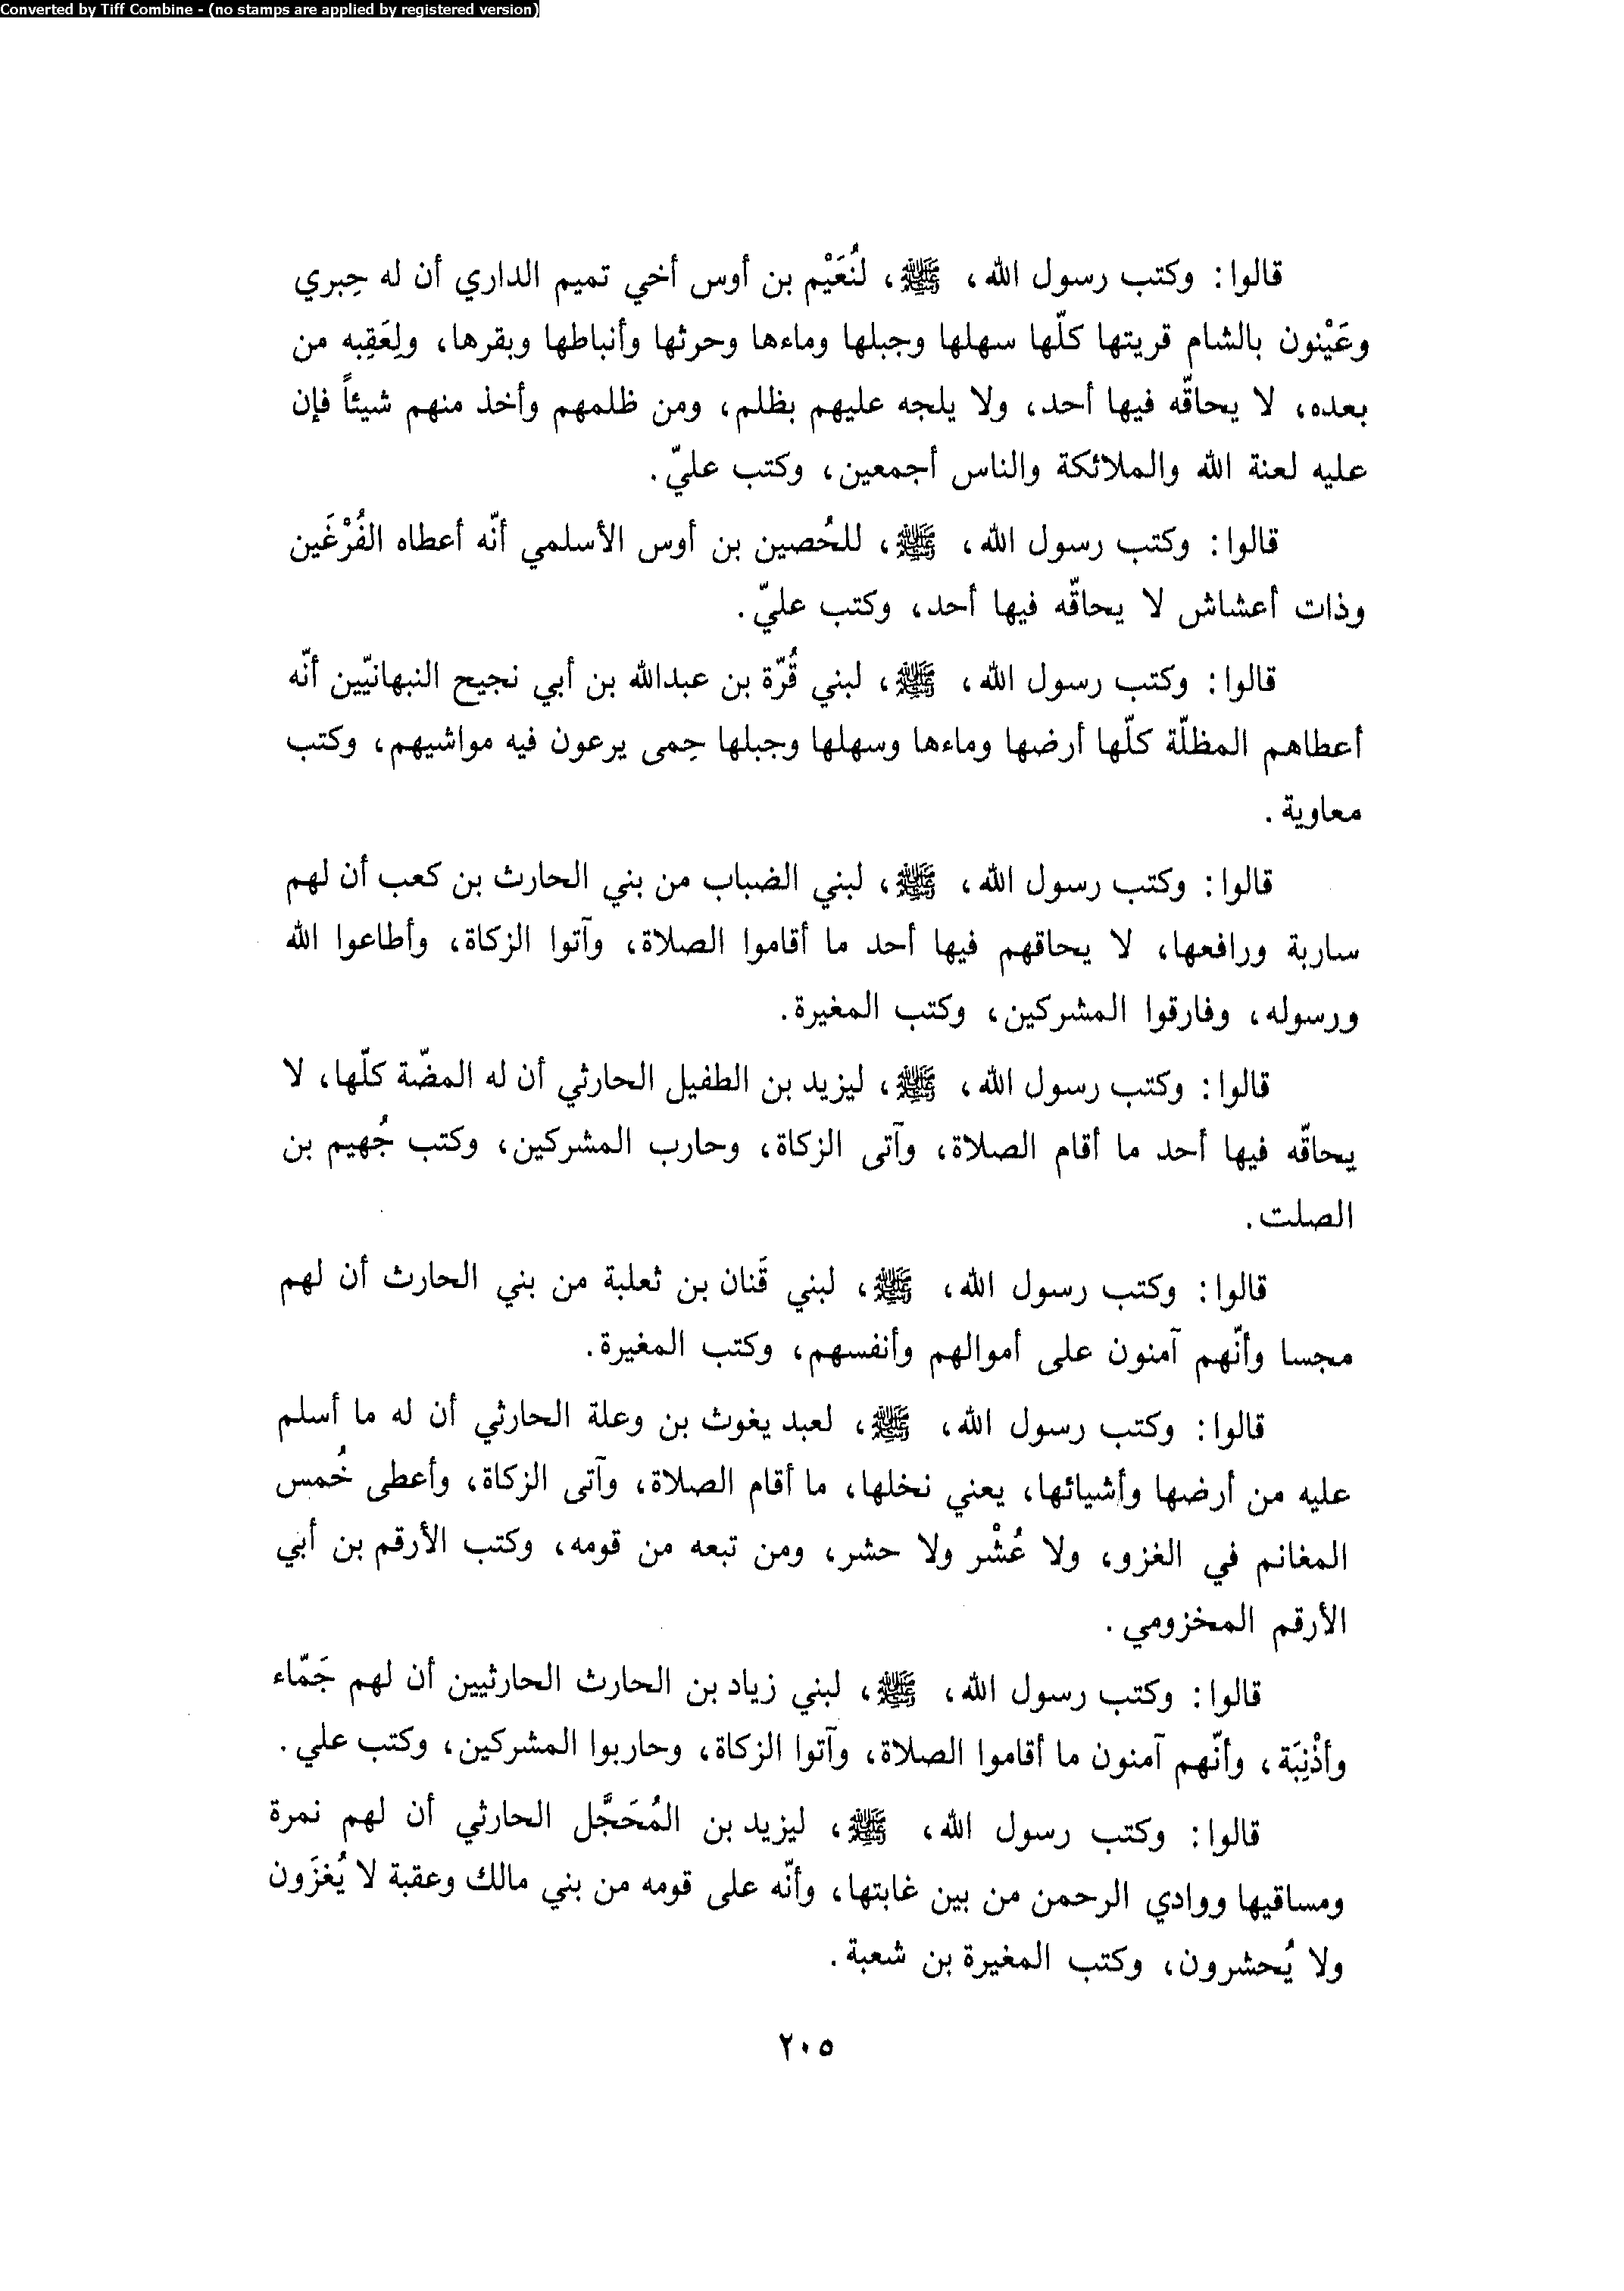 Converted by Tiff Combine - (no stamps are applied by registered version)
قالوا: وكتب رسول الله، ﷺ، لنُعَيْم بن أوس أخي تميم الداري أن له حِبري
وعَيْنون بالشام قريتها كلّها سهلها وجبلها وماءها وحرثها وأنباطها وبقرها، ولِعَقِبه من
بعده، لا يحاقّه فيها أحد، ولا يلجه عليهم بظلم، ومن ظلمهم وأخذ منهم شيئاً فإن
عليه لعنة الله والملائكة والناس أجمعين، وكتب عليّ.
قالوا: وكتب رسول الله، ﷺ، للحُصين بن أوس الأسلمي أنّه أعطاه الفُرْغَين
وذات أعشاش لا يحاقّه فيها أحد، وكتب عليّ.
قالوا: وكتب رسول الله، ﷺ، لبني قُرّة بن عبدالله بن أبي نجيح النبهانيّين أنّه
أعطاهم المظلّة كلّها أرضها وماءها وسهلها وجبلها حِمى يرعون فيه مواشيهم، وكتب
معاوية.
قالوا: وكتب رسول الله، ﷺ، لبني الضباب من بني الحارث بن كعب أن لهم
ساربة ورافعها، لا يحاقهم فيها أحد ما أقاموا الصلاة، وآتوا الزكاة، وأطاعوا الله
ورسوله، وفارقوا المشركين، وكتب المغيرة.
قالوا: وكتب رسول الله، ﷺ، ليزيد بن الطفيل الحارثي أن له المضّة كلّها، لا
يحاقّه فيها أحد ما أقام الصلاة، وآتى الزكاة، وحارب المشركين، وكتب جُهيم بن
الصلت.
قالوا: وكتب رسول الله، ﷺ، لبني قَنان بن ثعلبة من بني الحارث أن لهم
مجسا وأنّهم آمنون على أموالهم وأنفسهم، وكتب المغيرة.
قالوا: وكتب رسول الله، ﷺ، لعبد يغوث بن وعلة الحارثي أن له ما أسلم
عليه من أرضها وأشيائها، يعني نخلها، ما أقام الصلاة، وآتى الزكاة، وأعطى خُمس
المغانم في الغزو، ولا عُشْر ولا حشر، ومن تبعه من قومه، وكتب الأرقم بن أبي
الأرقم المخزومي.
قالوا: وكتب رسول الله، ﷺ، لبني زياد بن الحارث الحارثيين أن لهم جَمّاء
وأذْنِبَة، وأنّهم آمنون ما أقاموا الصلاة، وآتوا الزكاة، وحاربوا المشركين، وكتب علي.
قالوا: وكتب رسول الله، ﷺ، ليزيد بن المُحَجَّل الحارثي أن لهم نمرة
ومساقيها ووادي الرحمن من بين غابتها، وأنّه على قومه من بني مالك وعقبة لا يُغزَون
ولا يُحشرون، وكتب المغيرة بن شعبة.
٢٠٥